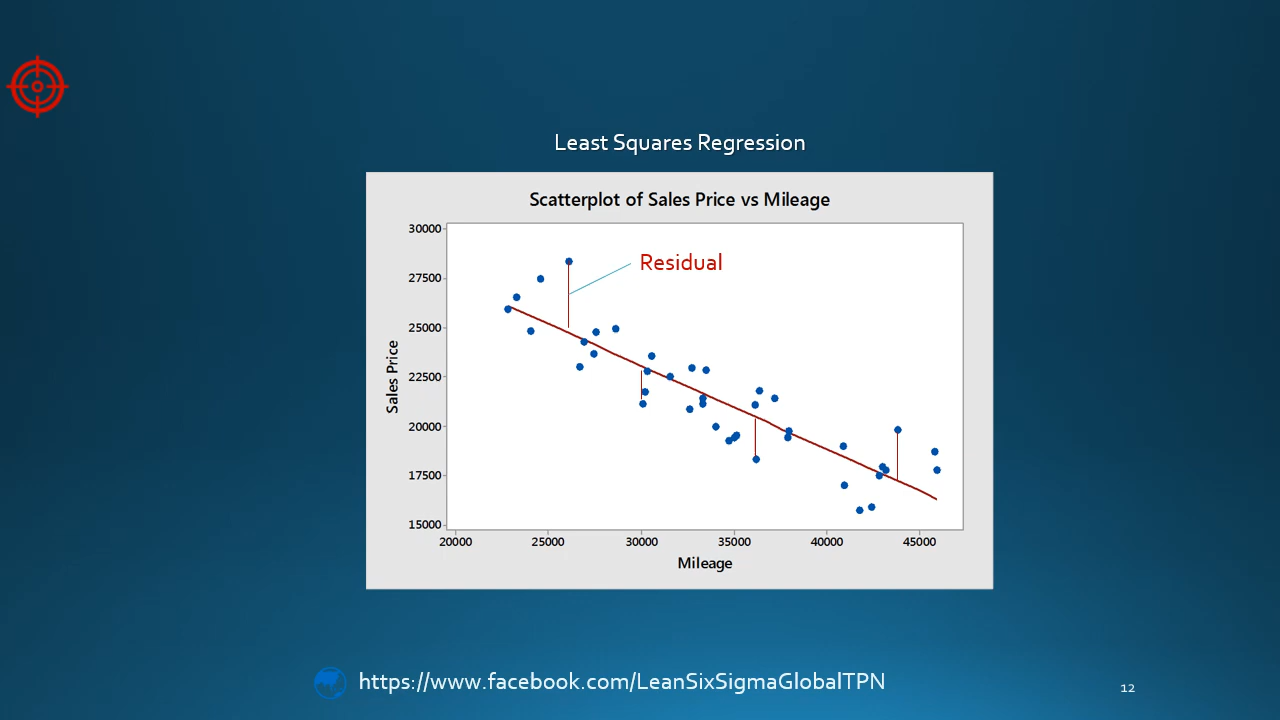 Least Squares Regression
Scatterplot of Sales Price vs Mileage
30000
27500
25000
22500
20000
17500
15000
Sales Price
Residual
20000 25000 30000 35000 40000 45000
Mileage
https://www.facebook.com/LeanSixSigmaGlobalTPN
12